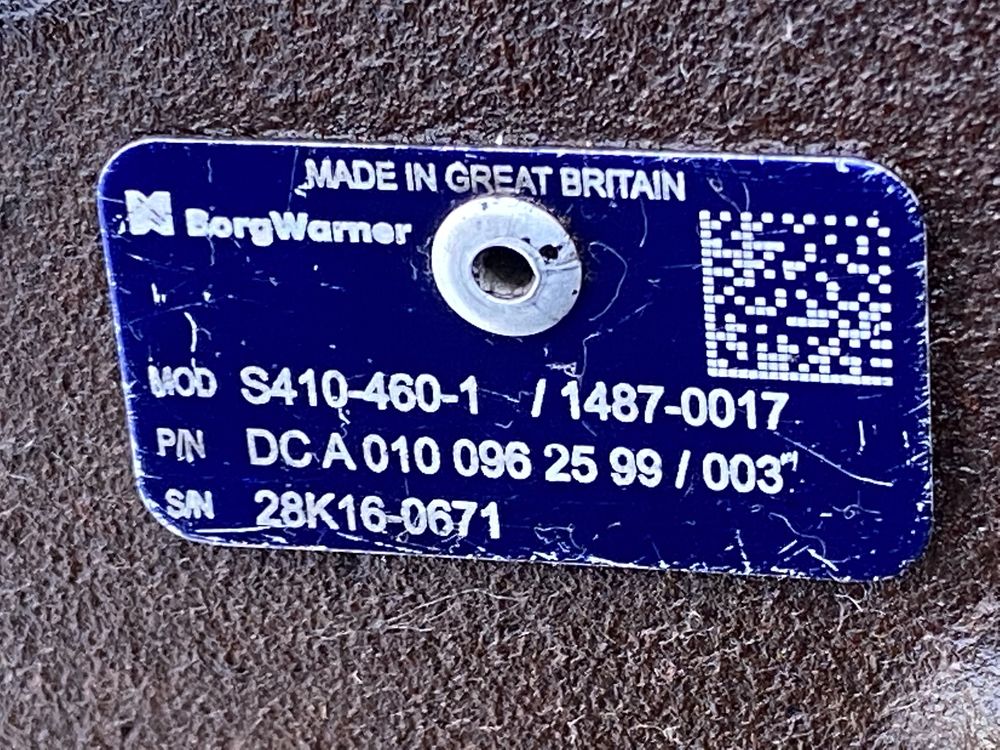 MADE IN GREAT BRITAIN
BorgWarner
MOD S410-460-1 / 1487-0017
P/N DC A 010 096 25 99 / 003
S/N 28K16-0671